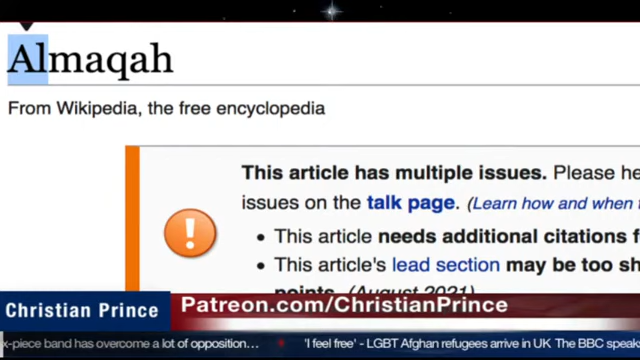 Almaqah
From Wikipedia, the free encyclopedia
This article has multiple issues. Please he
issues on the talk page. (Learn how and when t
• This article needs additional citations f
• This article's lead section may be too sh
points. (August 2021)
Christian Prince
Patreon.com/ChristianPrince
x-piece band has overcome a lot of opposition... 'I feel free' - LGBT Afghan refugees arrive in UK The BBC speak